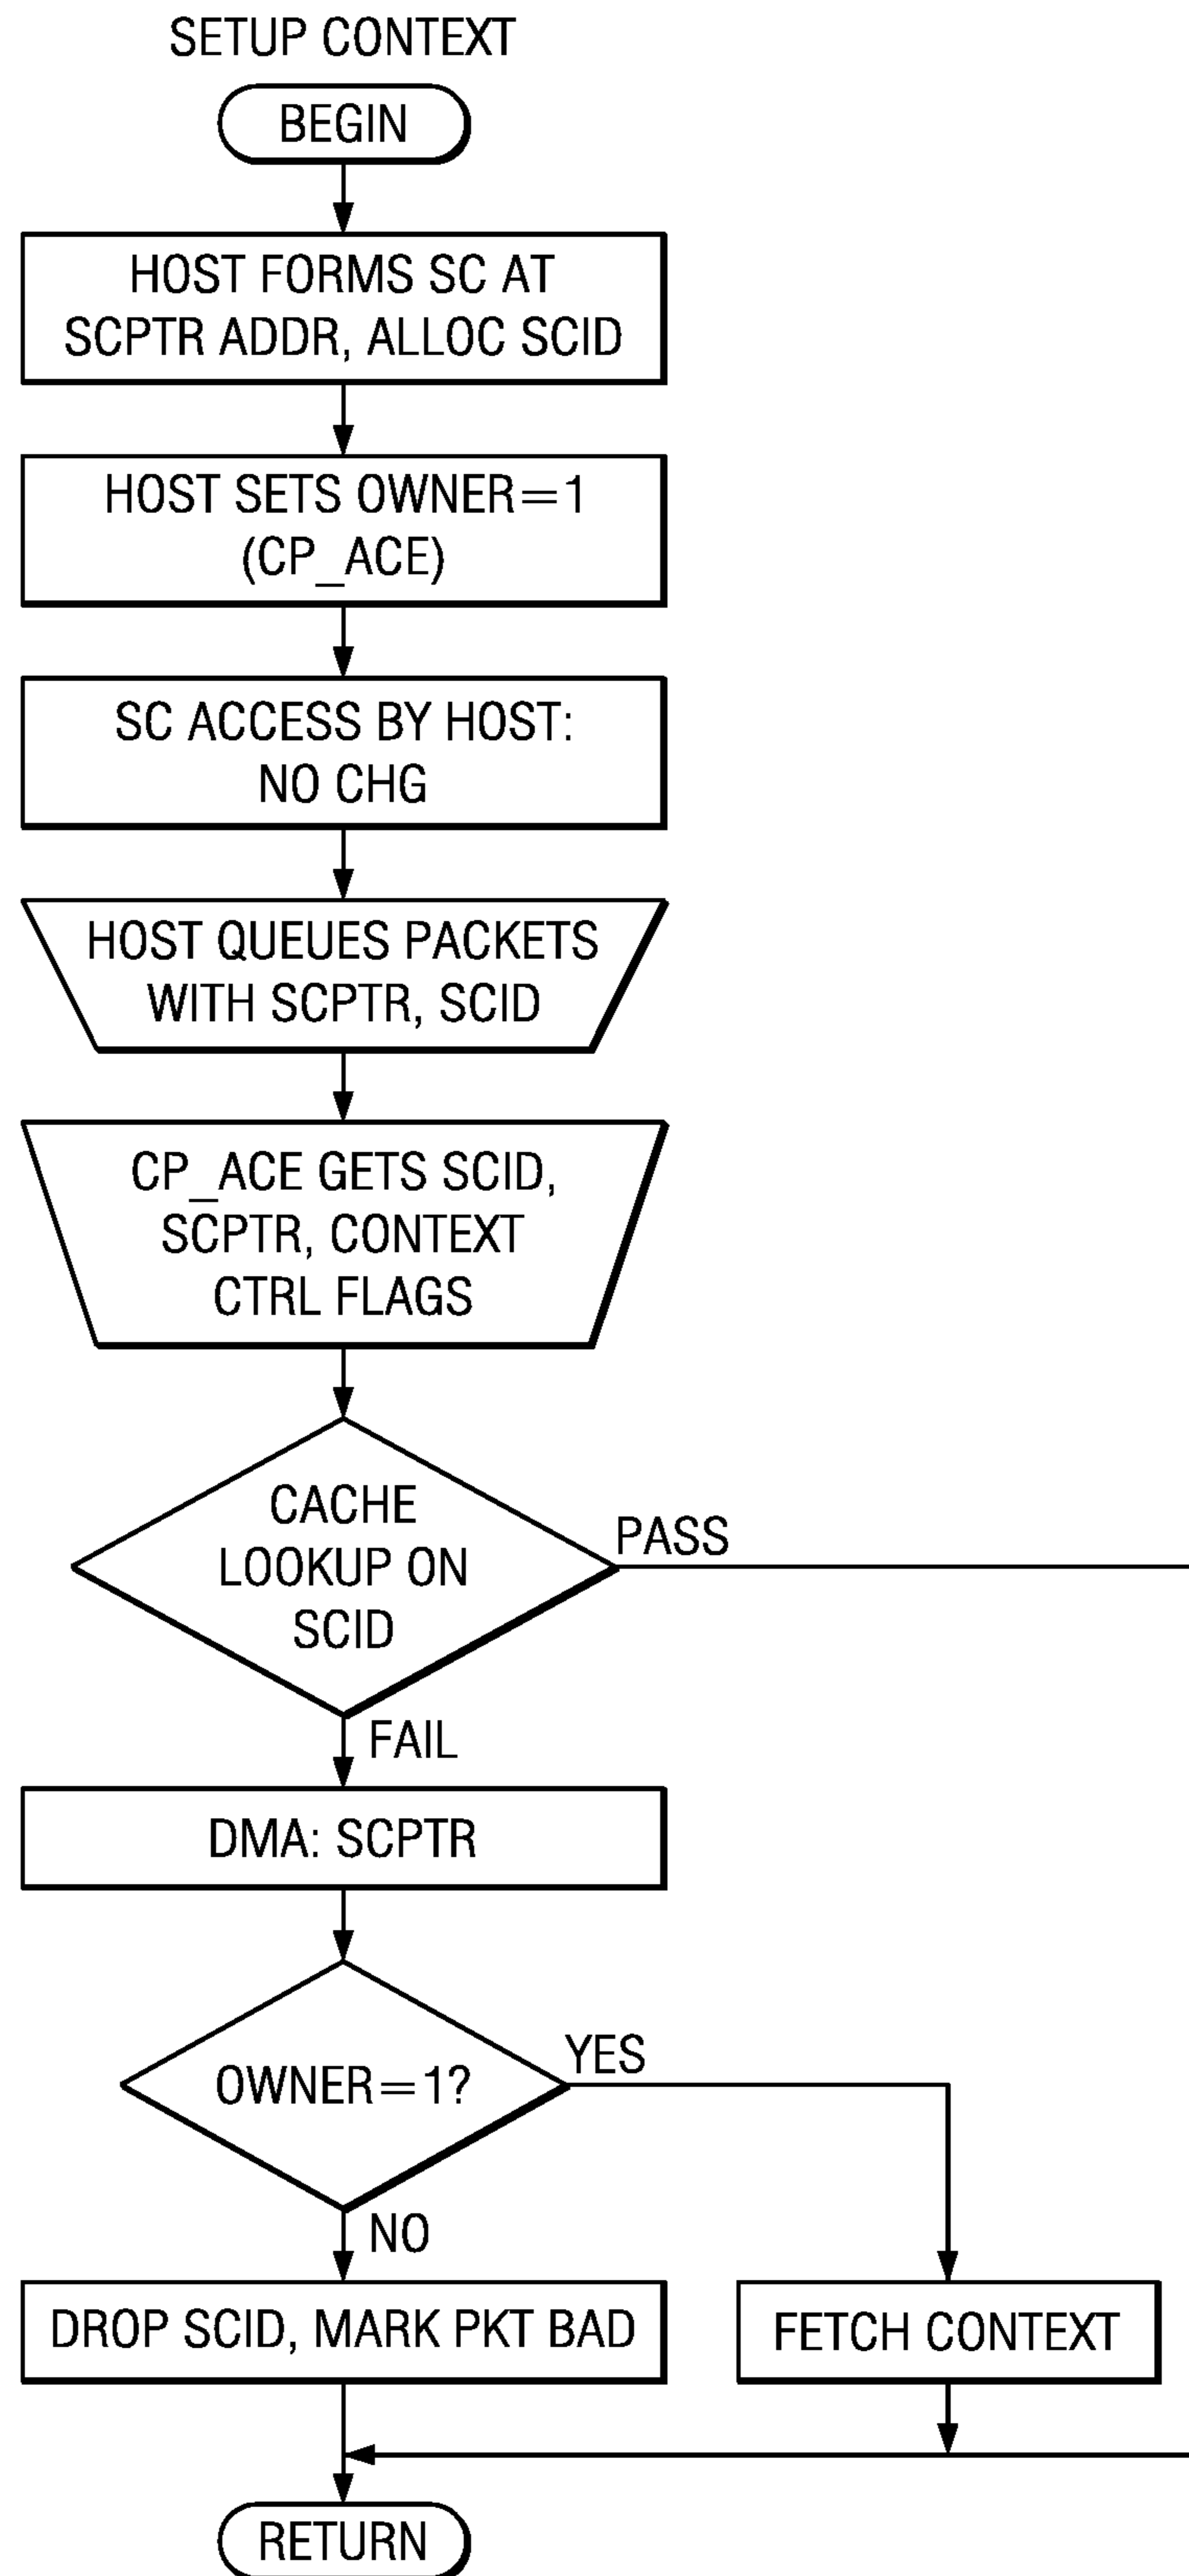 SETUP CONTEXT
BEGIN
HOST FORMS SC AT
SCPTR ADDR, ALLOC SCID
HOST SETS OWNER=1
(CP_ACE)
SC ACCESS BY HOST:
NO CHG
HOST QUEUES PACKETS
WITH SCPTR, SCID
CP_ACE GETS SCID,
SCPTR, CONTEXT
CTRL FLAGS
CACHE
LOOKUP ON
SCID
PASS
FAIL
DMA: SCPTR
OWNER=1?
YES
NO
DROP SCID, MARK PKT BAD
FETCH CONTEXT
RETURN